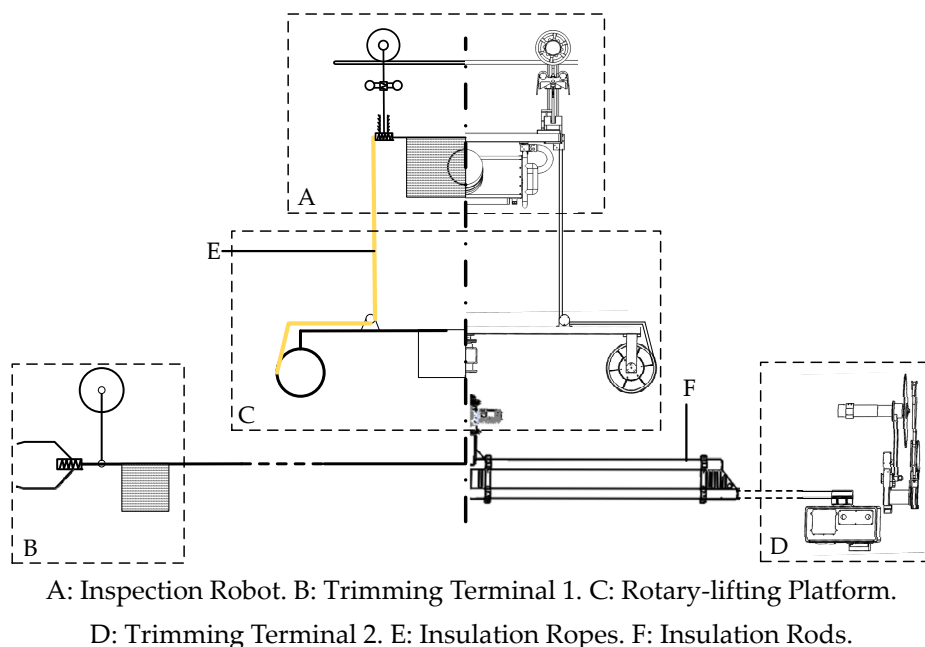 A
E
C
F
B
D
A: Inspection Robot. B: Trimming Terminal 1. C: Rotary-lifting Platform.
D: Trimming Terminal 2. E: Insulation Ropes. F: Insulation Rods.